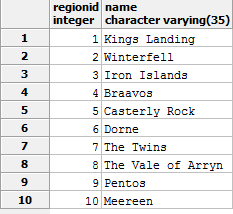 regionid name
integer character varying(35)
1 1 Kings Landing
2 2 Winterfell
3 3 Iron Islands
4 4 Braavos
5 5 Casterly Rock
6 6 Dorne
7 7 The Twins
8 8 The Vale of Arryn
9 9 Pentos
10 10 Meereen